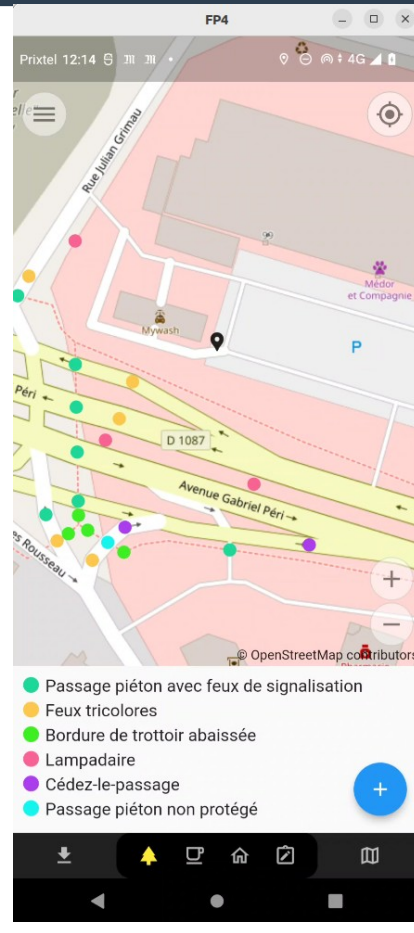 FP4
Prixtel 12:14
4G
Rue Julian Grimau
Médor
et Compagnie
Mywash
P
Péri
D 1087
Avenue Gabriel Péri
es Rousseau
© OpenStreetMap contributors
Passage piéton avec feux de signalisation
Feux tricolores
Bordure de trottoir abaissée
Lampadaire
Cédez-le-passage
Passage piéton non protégé